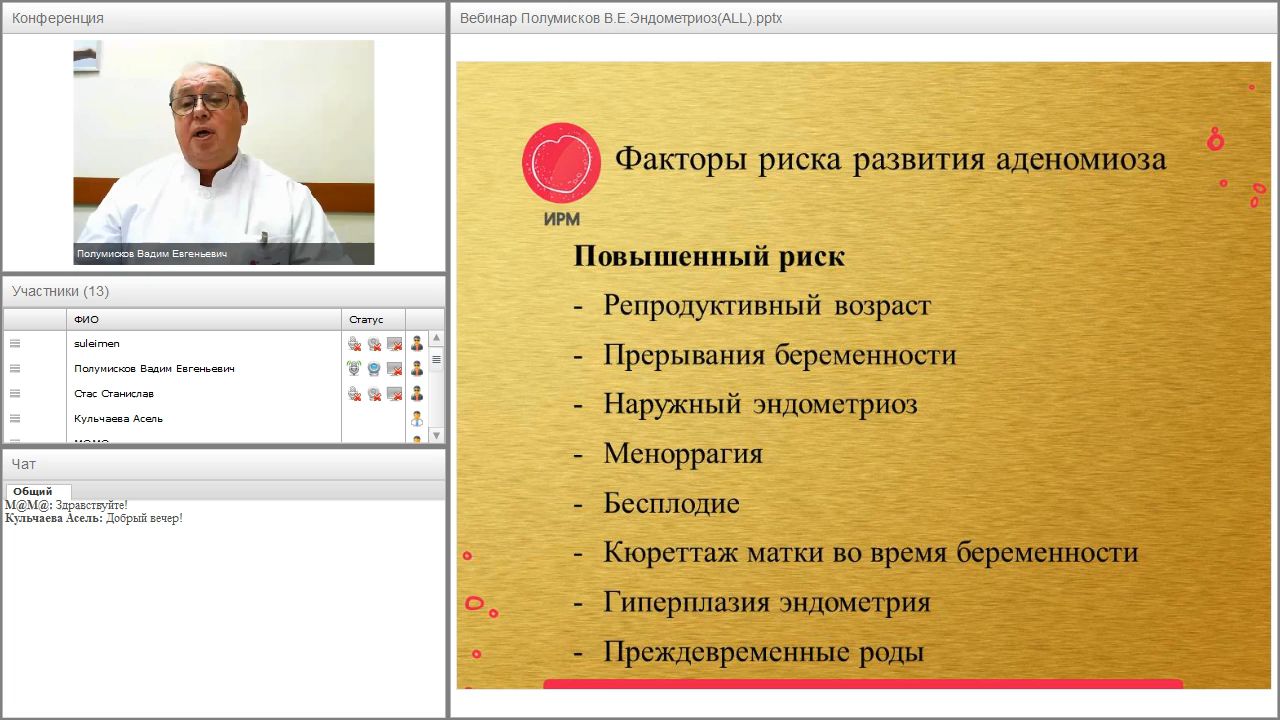 Конференция
Полумисков Вадим Евгеньевич
Участники (13)
ФИО
Статус
suleimen
Полумисков Вадим Евгеньевич
Стас Станислав
Кульчаева Асель
Чат
Общий
M@M@: Здравствуйте!
Кульчаева Асель: Добрый вечер!
Вебинар Полумисков В.Е.Эндометриоз(ALL).pptx
ИРМ
Факторы риска развития аденомиоза
Повышенный риск
- Репродуктивный возраст
- Прерывания беременности
- Наружный эндометриоз
- Меноррагия
- Бесплодие
- Кюреттаж матки во время беременности
- Гиперплазия эндометрия
- Преждевременные роды